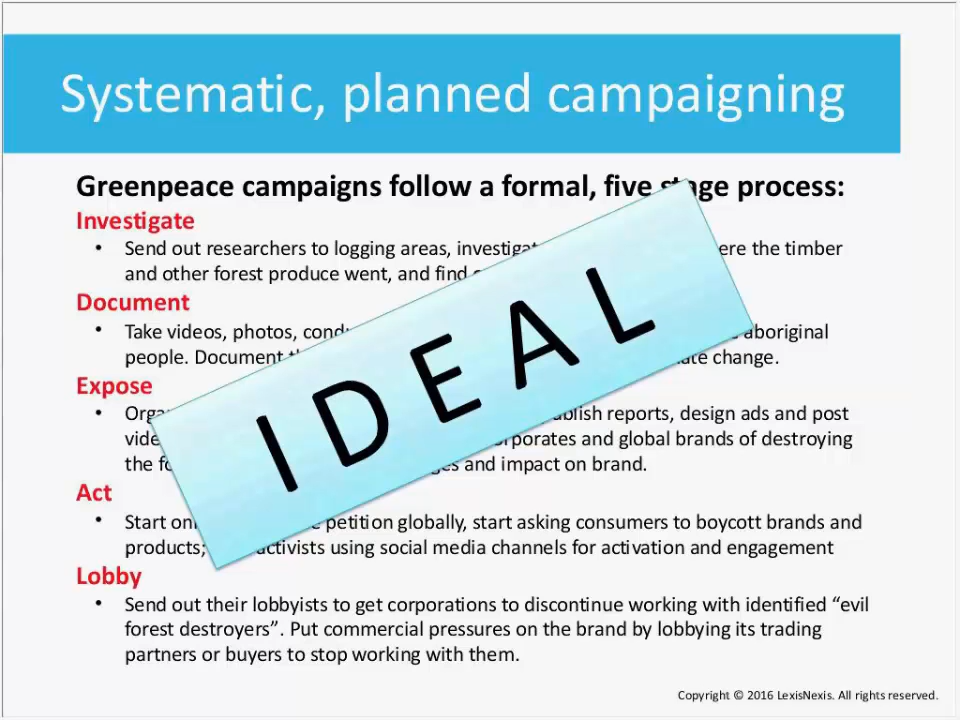 Systematic, planned campaigning
Greenpeace campaigns follow a formal, five stage process:
Investigate
• Send out researchers to logging areas, the timber
and other forest produce went, and find
Document
• Take videos, photos, aboriginal
people. Document change.
Expose
• reports, design ads and post
and global brands of destroying
the and impact on brand.
Act
• Start petition globally, start asking consumers to boycott brands and
products; activists using social media channels for activation and engagement
Lobby
• Send out their lobbyists to get corporations to discontinue working with identified “evil
forest destroyers”. Put commercial pressures on the brand by lobbying its trading
partners or buyers to stop working with them.
IDEAL
Copyright © 2016 LexisNexis. All rights reserved.